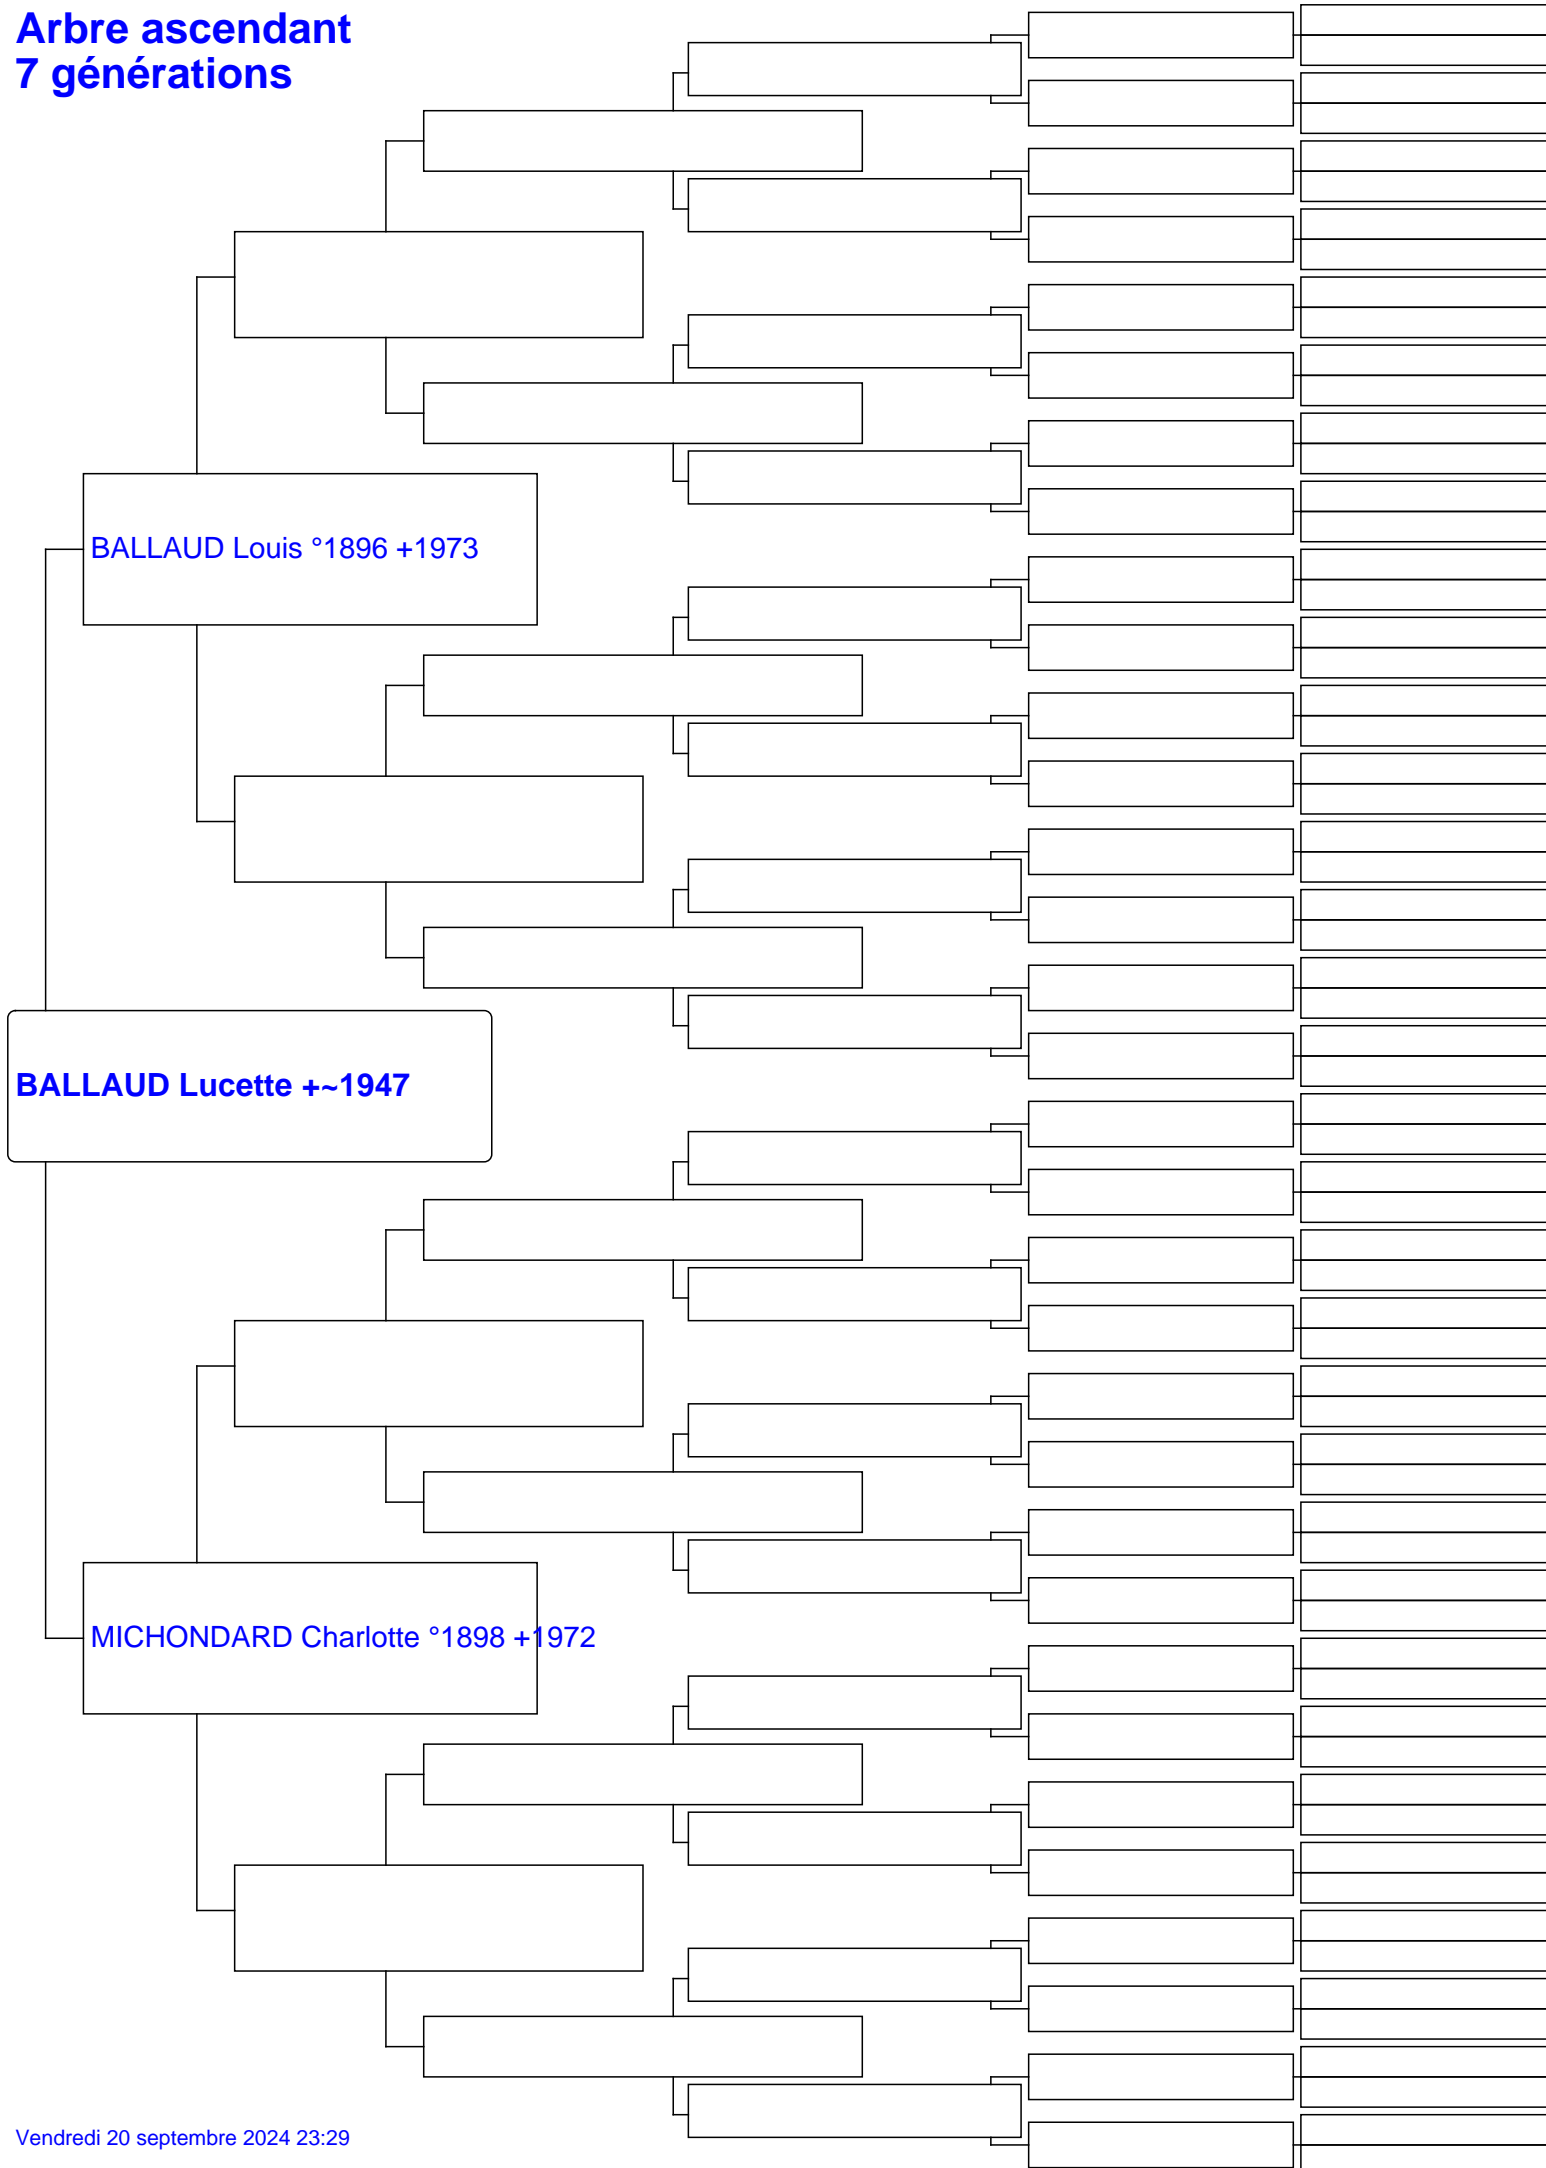 Arbre ascendant
7 générations
BALLAUD Louis °1896 +1973
BALLAUD Lucette +~1947
MICHONDARD Charlotte °1898 +1972
Vendredi 20 septembre 2024 23:29